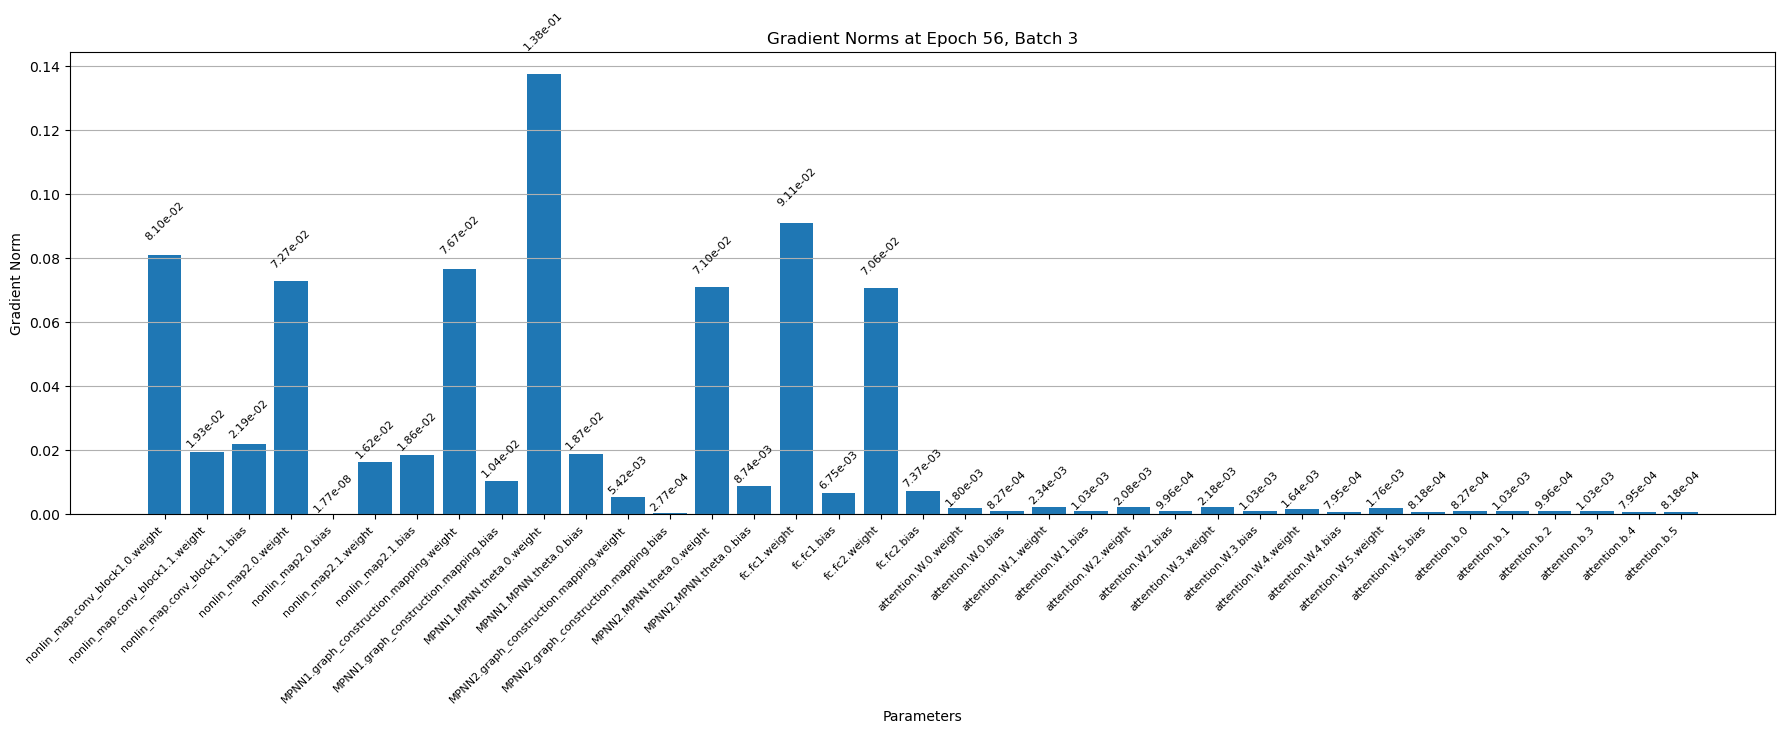 Gradient Norms at Epoch 56, Batch 3
Gradient Norm
0.14
0.12
0.10
0.08
0.06
0.04
0.02
0.00
8.10e-02
1.93e-02
2.19e-02
7.27e-02
1.77e-08
1.62e-02
1.86e-02
7.67e-02
1.04e-02
1.38e-01
1.87e-02
5.42e-03
2.77e-04
7.10e-02
8.74e-03
9.11e-02
6.75e-03
7.06e-02
7.37e-03
1.80e-03
8.27e-04
2.34e-03
1.03e-03
2.08e-03
9.96e-04
2.18e-03
1.03e-03
1.64e-03
7.95e-04
1.76e-03
8.18e-04
8.27e-04
1.03e-03
9.96e-04
1.03e-03
7.95e-04
8.18e-04
nonlin_map.conv_block1.0.weight
nonlin_map.conv_block1.1.weight
nonlin_map.conv_block1.1.bias
nonlin_map2.0.weight
nonlin_map2.0.bias
nonlin_map2.1.weight
nonlin_map2.1.bias
MPNN1.graph_construction.mapping.weight
MPNN1.graph_construction.mapping.bias
MPNN1.MPNN.theta.0.weight
MPNN1.MPNN.theta.0.bias
MPNN2.graph_construction.mapping.weight
MPNN2.graph_construction.mapping.bias
MPNN2.MPNN.theta.0.weight
MPNN2.MPNN.theta.0.bias
fc.fc1.weight
fc.fc1.bias
fc.fc2.weight
fc.fc2.bias
attention.W.0.weight
attention.W.0.bias
attention.W.1.weight
attention.W.1.bias
attention.W.2.weight
attention.W.2.bias
attention.W.3.weight
attention.W.3.bias
attention.W.4.weight
attention.W.4.bias
attention.W.5.weight
attention.W.5.bias
attention.b.0
attention.b.1
attention.b.2
attention.b.3
attention.b.4
attention.b.5
Parameters